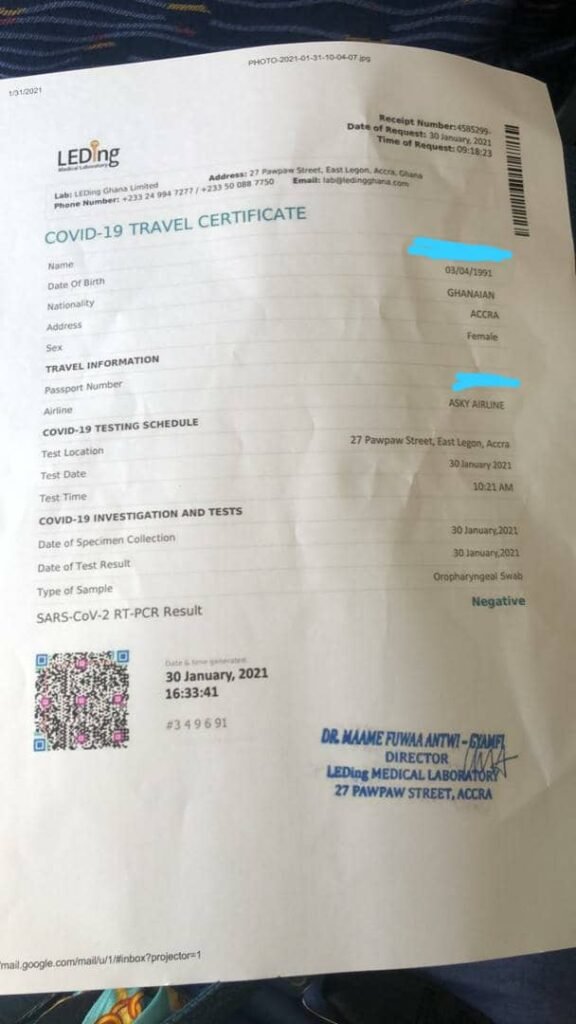 PHOTO-2021-01-31-10-04-07.jpg
1/31/2021
Receipt Number:4585299-
Date of Request: 30 January, 2021
Time of Request: 09:18:23
LEDing
Medical Laboratory
Lab: LEDing Ghana Limited
Address: 27 Pawpaw Street, East Legon, Accra, Ghana
Phone Number: +233 24 994 7277 / +233 50 088 7750
Email: lab@ledingghana.com
COVID-19 TRAVEL CERTIFICATE
Name
Date Of Birth 03/04/1991
Nationality GHANAIAN
Address ACCRA
Sex Female
TRAVEL INFORMATION
Passport Number
Airline ASKY AIRLINE
COVID-19 TESTING SCHEDULE
Test Location 27 Pawpaw Street, East Legon, Accra
Test Date 30 January 2021
Test Time 10:21 AM
COVID-19 INVESTIGATION AND TESTS
Date of Specimen Collection 30 January,2021
Date of Test Result 30 January,2021
Type of Sample Oropharyngeal Swab
SARS-CoV-2 RT-PCR Result Negative
Date & time generated
30 January, 2021
16:33:41
#349691
DR. MAAME FUWAA ANTWI - GYAMFI
DIRECTOR
LEDing MEDICAL LABORATORY
27 PAWPAW STREET, ACCRA
/mail.google.com/mail/u/1/#inbox?projector=1